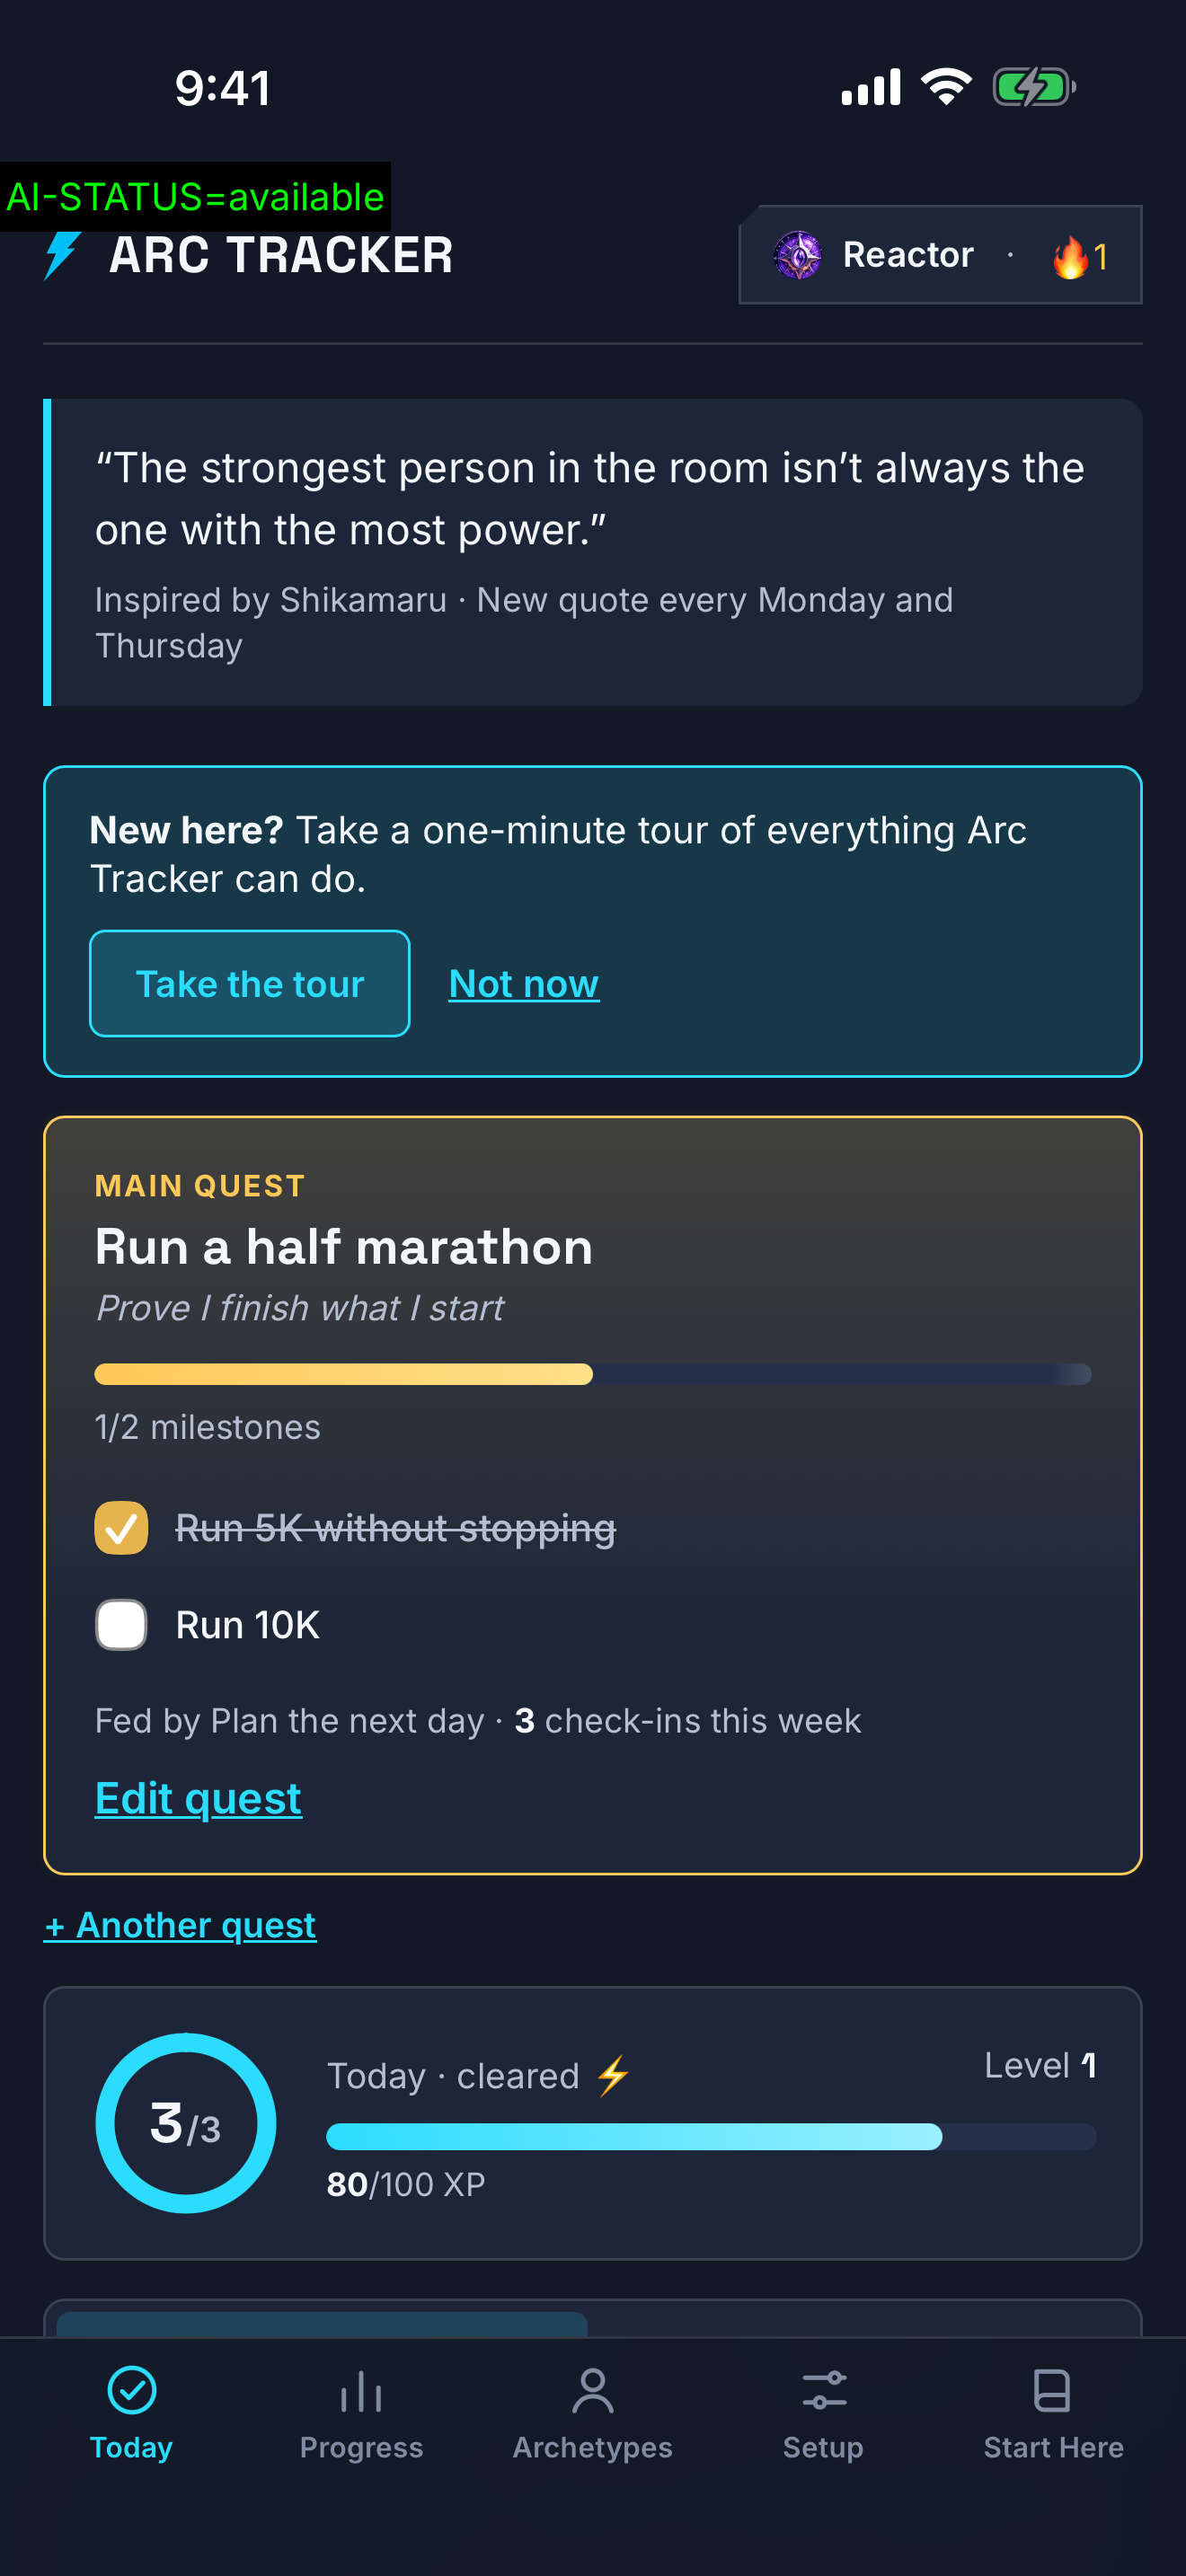 9:41
AI-STATUS=available
ARC TRACKER
Reactor · 🔥1
“The strongest person in the room isn’t always the
one with the most power.”
Inspired by Shikamaru · New quote every Monday and
Thursday
New here? Take a one-minute tour of everything Arc
Tracker can do.
Take the tour
Not now
MAIN QUEST
Run a half marathon
Prove I finish what I start
1/2 milestones
Run 5K without stopping
Run 10K
Fed by Plan the next day · 3 check-ins this week
Edit quest
+ Another quest
3/3
Today · cleared ⚡
Level 1
80/100 XP
Today
Progress
Archetypes
Setup
Start Here